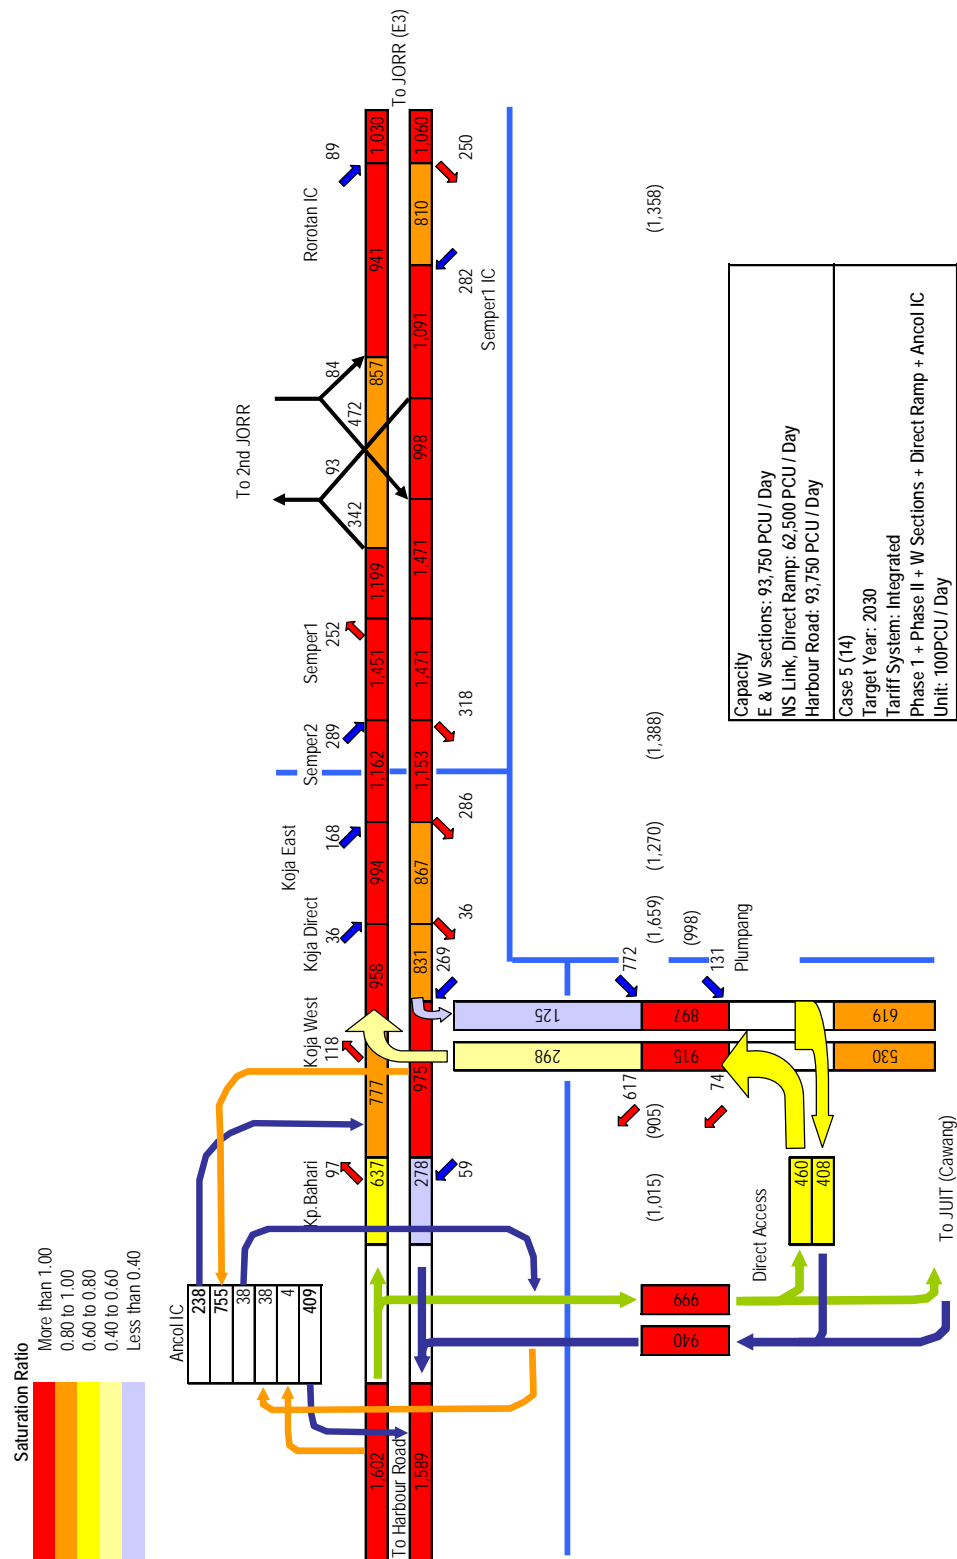 Saturation Ratio
More than 1.00
0.80 to 1.00
0.60 to 0.80
0.40 to 0.60
Less than 0.40
Ancol IC
238
755
38
38
4
409
Kp.Bahari
97
Koja West
118
Koja Direct
36
Koja East
168
Semper2
289
Semper1
252
To 2nd JORR
342
93
472
84
Rorotan IC
89
1,602
637
777
958
994
1,162
1,451
1,199
857
941
1,030
To Harbour Road
To JORR (E3)
1,589
278
975
831
867
1,153
1,471
1,471
998
1,091
810
1,060
59
269
36
286
318
282
Semper1 IC
250
298
125
617
772
915
897
74
131
Plumpang
530
619
999
940
(1,015)
(905)
(1,659)
(998)
(1,270)
(1,388)
(1,358)
Direct Access
460
408
To JUIT (Cawang)
Capacity
E & W sections: 93,750 PCU / Day
NS Link, Direct Ramp: 62,500 PCU / Day
Harbour Road: 93,750 PCU / Day
Case 5 (14)
Target Year: 2030
Tariff System: Integrated
Phase 1 + Phase II + W Sections + Direct Ramp + Ancol IC
Unit: 100PCU / Day